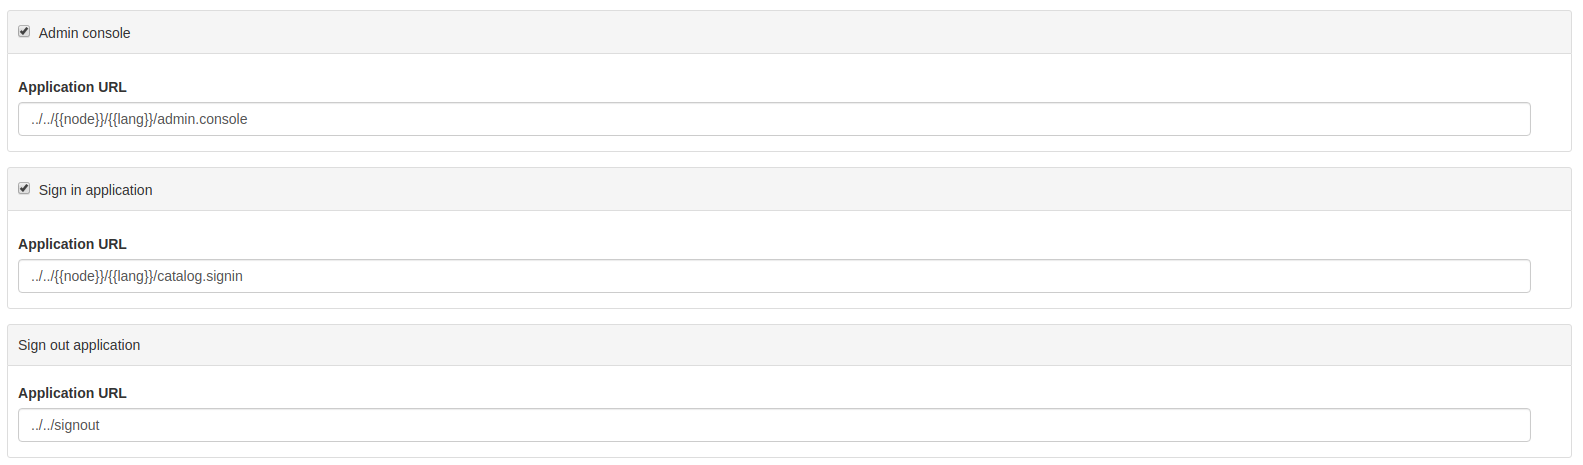 Admin console
Application URL
../../{{node}}/{{lang}}/admin.console
Sign in application
Application URL
../../{{node}}/{{lang}}/catalog.signin
Sign out application
Application URL
../../signout